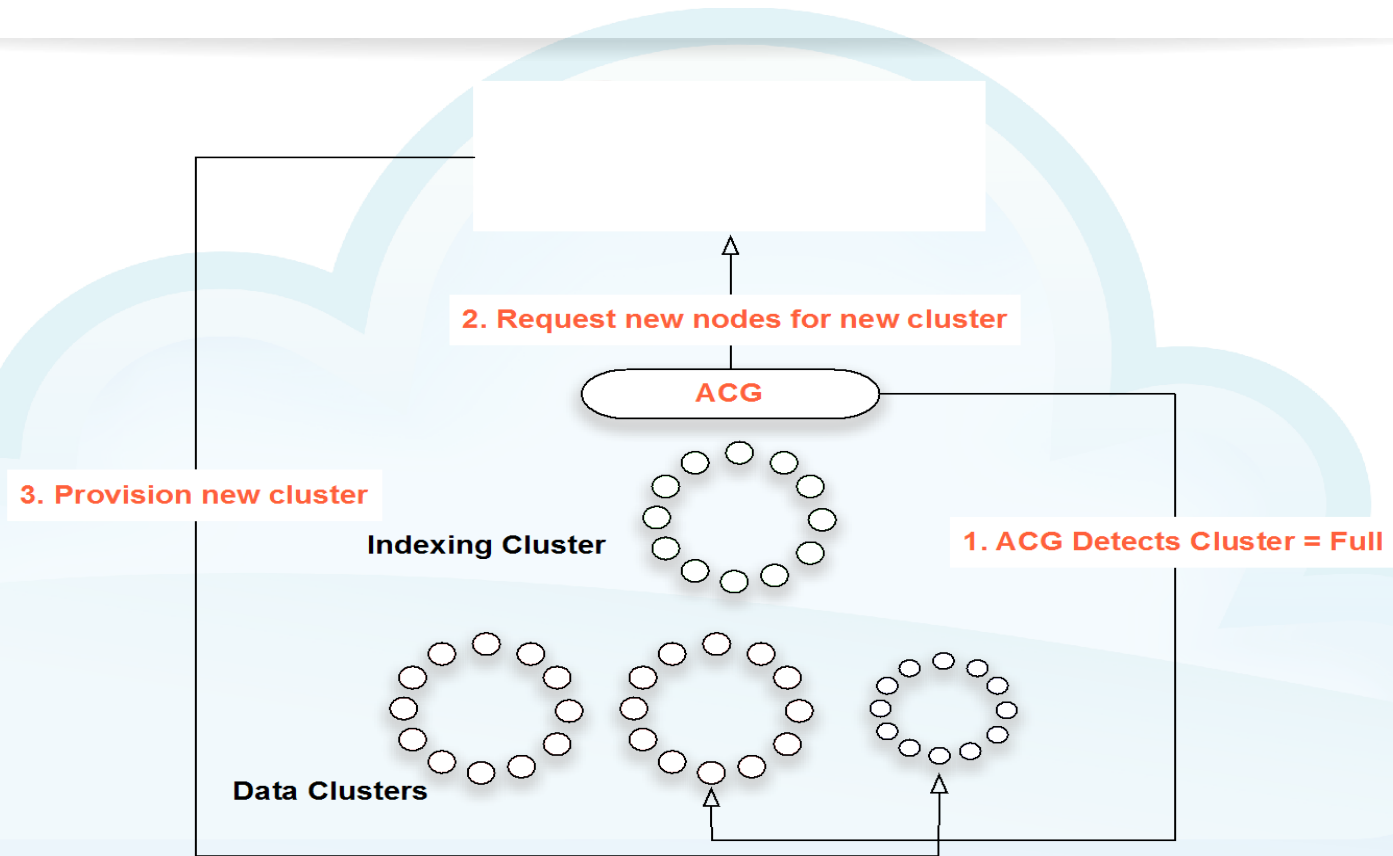 2. Request new nodes for new cluster
ACG
3. Provision new cluster
Indexing Cluster
1. ACG Detects Cluster = Full
Data Clusters